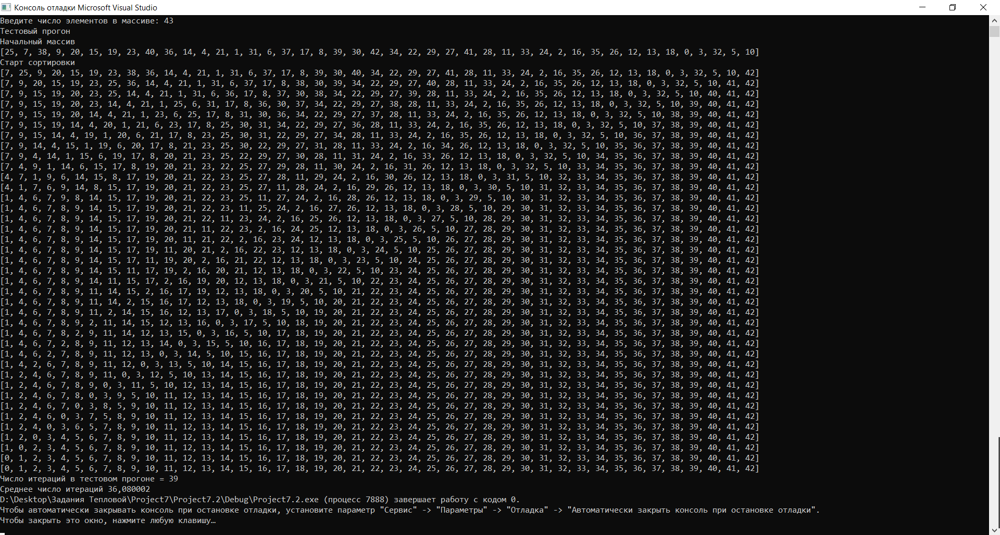 Консоль отладки Microsoft Visual Studio
Введите число элементов в массиве: 43
Тестовый прогон
Начальный массив
[25, 7, 38, 9, 20, 15, 19, 23, 40, 36, 14, 4, 21, 1, 31, 6, 37, 17, 8, 39, 30, 42, 34, 22, 29, 27, 41, 28, 11, 33, 24, 2, 16, 35, 26, 12, 13, 18, 0, 3, 32, 5, 10]
Старт сортировки
[7, 25, 9, 20, 15, 19, 23, 38, 36, 14, 4, 21, 1, 31, 6, 37, 17, 8, 39, 30, 40, 34, 22, 29, 27, 41, 28, 11, 33, 24, 2, 16, 35, 26, 12, 13, 18, 0, 3, 32, 5, 10, 42]
[7, 9, 20, 15, 19, 23, 25, 36, 14, 4, 21, 1, 31, 6, 37, 17, 8, 38, 30, 39, 34, 22, 29, 27, 40, 28, 11, 33, 24, 2, 16, 35, 26, 12, 13, 18, 0, 3, 32, 5, 10, 41, 42]
[7, 9, 15, 19, 20, 23, 25, 14, 4, 21, 1, 31, 6, 36, 17, 8, 37, 30, 38, 34, 22, 29, 27, 39, 28, 11, 33, 24, 2, 16, 35, 26, 12, 13, 18, 0, 3, 32, 5, 10, 40, 41, 42]
[7, 9, 15, 19, 20, 23, 14, 4, 21, 1, 25, 6, 31, 17, 8, 36, 30, 37, 34, 22, 29, 27, 38, 28, 11, 33, 24, 2, 16, 35, 26, 12, 13, 18, 0, 3, 32, 5, 10, 39, 40, 41, 42]
[7, 9, 15, 19, 20, 14, 4, 21, 1, 23, 6, 25, 17, 8, 31, 30, 36, 34, 22, 29, 27, 37, 28, 11, 33, 24, 2, 16, 35, 26, 12, 13, 18, 0, 3, 32, 5, 10, 38, 39, 40, 41, 42]
[7, 9, 15, 19, 14, 4, 20, 1, 21, 6, 23, 17, 8, 25, 30, 31, 34, 22, 29, 27, 36, 28, 11, 33, 24, 2, 16, 35, 26, 12, 13, 18, 0, 3, 32, 5, 10, 37, 38, 39, 40, 41, 42]
[7, 9, 15, 14, 4, 19, 1, 20, 6, 21, 17, 8, 23, 25, 30, 31, 22, 29, 27, 34, 28, 11, 33, 24, 2, 16, 35, 26, 12, 13, 18, 0, 3, 32, 5, 10, 36, 37, 38, 39, 40, 41, 42]
[7, 9, 14, 4, 15, 1, 19, 6, 20, 17, 8, 21, 23, 25, 30, 22, 29, 27, 31, 28, 11, 33, 24, 2, 16, 34, 26, 12, 13, 18, 0, 3, 32, 5, 10, 35, 36, 37, 38, 39, 40, 41, 42]
[7, 9, 4, 14, 1, 15, 6, 19, 17, 8, 20, 21, 23, 25, 22, 29, 27, 30, 28, 11, 31, 24, 2, 16, 33, 26, 12, 13, 18, 0, 3, 32, 5, 10, 34, 35, 36, 37, 38, 39, 40, 41, 42]
[7, 4, 9, 1, 14, 6, 15, 17, 8, 19, 20, 21, 23, 22, 25, 27, 29, 28, 11, 30, 24, 2, 16, 31, 26, 12, 13, 18, 0, 3, 32, 5, 10, 33, 34, 35, 36, 37, 38, 39, 40, 41, 42]
[4, 7, 1, 9, 6, 14, 15, 8, 17, 19, 20, 21, 22, 23, 25, 27, 28, 11, 29, 24, 2, 16, 30, 26, 12, 13, 18, 0, 3, 31, 5, 10, 32, 33, 34, 35, 36, 37, 38, 39, 40, 41, 42]
[4, 1, 7, 6, 9, 14, 8, 15, 17, 19, 20, 21, 22, 23, 25, 27, 11, 28, 24, 2, 16, 29, 26, 12, 13, 18, 0, 3, 30, 5, 10, 31, 32, 33, 34, 35, 36, 37, 38, 39, 40, 41, 42]
[1, 4, 6, 7, 9, 8, 14, 15, 17, 19, 20, 21, 22, 23, 25, 11, 27, 24, 2, 16, 28, 26, 12, 13, 18, 0, 3, 29, 5, 10, 30, 31, 32, 33, 34, 35, 36, 37, 38, 39, 40, 41, 42]
[1, 4, 6, 7, 8, 9, 14, 15, 17, 19, 20, 21, 22, 23, 11, 25, 24, 2, 16, 27, 26, 12, 13, 18, 0, 3, 28, 5, 10, 29, 30, 31, 32, 33, 34, 35, 36, 37, 38, 39, 40, 41, 42]
[1, 4, 6, 7, 8, 9, 14, 15, 17, 19, 20, 21, 22, 11, 23, 24, 2, 16, 25, 26, 12, 13, 18, 0, 3, 27, 5, 10, 28, 29, 30, 31, 32, 33, 34, 35, 36, 37, 38, 39, 40, 41, 42]
[1, 4, 6, 7, 8, 9, 14, 15, 17, 19, 20, 21, 11, 22, 23, 2, 16, 24, 25, 12, 13, 18, 0, 3, 26, 5, 10, 27, 28, 29, 30, 31, 32, 33, 34, 35, 36, 37, 38, 39, 40, 41, 42]
[1, 4, 6, 7, 8, 9, 14, 15, 17, 19, 20, 11, 21, 22, 2, 16, 23, 24, 12, 13, 18, 0, 3, 25, 5, 10, 26, 27, 28, 29, 30, 31, 32, 33, 34, 35, 36, 37, 38, 39, 40, 41, 42]
[1, 4, 6, 7, 8, 9, 14, 15, 17, 19, 11, 20, 21, 2, 16, 22, 23, 12, 13, 18, 0, 3, 24, 5, 10, 25, 26, 27, 28, 29, 30, 31, 32, 33, 34, 35, 36, 37, 38, 39, 40, 41, 42]
[1, 4, 6, 7, 8, 9, 14, 15, 17, 11, 19, 20, 2, 16, 21, 22, 12, 13, 18, 0, 3, 23, 5, 10, 24, 25, 26, 27, 28, 29, 30, 31, 32, 33, 34, 35, 36, 37, 38, 39, 40, 41, 42]
[1, 4, 6, 7, 8, 9, 14, 15, 11, 17, 19, 2, 16, 20, 21, 12, 13, 18, 0, 3, 22, 5, 10, 23, 24, 25, 26, 27, 28, 29, 30, 31, 32, 33, 34, 35, 36, 37, 38, 39, 40, 41, 42]
[1, 4, 6, 7, 8, 9, 14, 11, 15, 17, 2, 16, 19, 20, 12, 13, 18, 0, 3, 21, 5, 10, 22, 23, 24, 25, 26, 27, 28, 29, 30, 31, 32, 33, 34, 35, 36, 37, 38, 39, 40, 41, 42]
[1, 4, 6, 7, 8, 9, 11, 14, 15, 2, 16, 17, 19, 12, 13, 18, 0, 3, 20, 5, 10, 21, 22, 23, 24, 25, 26, 27, 28, 29, 30, 31, 32, 33, 34, 35, 36, 37, 38, 39, 40, 41, 42]
[1, 4, 6, 7, 8, 9, 11, 14, 2, 15, 16, 17, 12, 13, 18, 0, 3, 19, 5, 10, 20, 21, 22, 23, 24, 25, 26, 27, 28, 29, 30, 31, 32, 33, 34, 35, 36, 37, 38, 39, 40, 41, 42]
[1, 4, 6, 7, 8, 9, 11, 2, 14, 15, 16, 12, 13, 17, 0, 3, 18, 5, 10, 19, 20, 21, 22, 23, 24, 25, 26, 27, 28, 29, 30, 31, 32, 33, 34, 35, 36, 37, 38, 39, 40, 41, 42]
[1, 4, 6, 7, 8, 9, 2, 11, 14, 15, 12, 13, 16, 0, 3, 17, 5, 10, 18, 19, 20, 21, 22, 23, 24, 25, 26, 27, 28, 29, 30, 31, 32, 33, 34, 35, 36, 37, 38, 39, 40, 41, 42]
[1, 4, 6, 7, 8, 2, 9, 11, 14, 12, 13, 15, 0, 3, 16, 5, 10, 17, 18, 19, 20, 21, 22, 23, 24, 25, 26, 27, 28, 29, 30, 31, 32, 33, 34, 35, 36, 37, 38, 39, 40, 41, 42]
[1, 4, 6, 7, 2, 8, 9, 11, 12, 13, 14, 0, 3, 15, 5, 10, 16, 17, 18, 19, 20, 21, 22, 23, 24, 25, 26, 27, 28, 29, 30, 31, 32, 33, 34, 35, 36, 37, 38, 39, 40, 41, 42]
[1, 4, 6, 2, 7, 8, 9, 11, 12, 13, 0, 3, 14, 5, 10, 15, 16, 17, 18, 19, 20, 21, 22, 23, 24, 25, 26, 27, 28, 29, 30, 31, 32, 33, 34, 35, 36, 37, 38, 39, 40, 41, 42]
[1, 4, 2, 6, 7, 8, 9, 11, 12, 0, 3, 13, 5, 10, 14, 15, 16, 17, 18, 19, 20, 21, 22, 23, 24, 25, 26, 27, 28, 29, 30, 31, 32, 33, 34, 35, 36, 37, 38, 39, 40, 41, 42]
[1, 2, 4, 6, 7, 8, 9, 11, 0, 3, 12, 5, 10, 13, 14, 15, 16, 17, 18, 19, 20, 21, 22, 23, 24, 25, 26, 27, 28, 29, 30, 31, 32, 33, 34, 35, 36, 37, 38, 39, 40, 41, 42]
[1, 2, 4, 6, 7, 8, 9, 0, 3, 11, 5, 10, 12, 13, 14, 15, 16, 17, 18, 19, 20, 21, 22, 23, 24, 25, 26, 27, 28, 29, 30, 31, 32, 33, 34, 35, 36, 37, 38, 39, 40, 41, 42]
[1, 2, 4, 6, 7, 8, 0, 3, 9, 5, 10, 11, 12, 13, 14, 15, 16, 17, 18, 19, 20, 21, 22, 23, 24, 25, 26, 27, 28, 29, 30, 31, 32, 33, 34, 35, 36, 37, 38, 39, 40, 41, 42]
[1, 2, 4, 6, 7, 0, 3, 8, 5, 9, 10, 11, 12, 13, 14, 15, 16, 17, 18, 19, 20, 21, 22, 23, 24, 25, 26, 27, 28, 29, 30, 31, 32, 33, 34, 35, 36, 37, 38, 39, 40, 41, 42]
[1, 2, 4, 6, 0, 3, 7, 5, 8, 9, 10, 11, 12, 13, 14, 15, 16, 17, 18, 19, 20, 21, 22, 23, 24, 25, 26, 27, 28, 29, 30, 31, 32, 33, 34, 35, 36, 37, 38, 39, 40, 41, 42]
[1, 2, 4, 0, 3, 6, 5, 7, 8, 9, 10, 11, 12, 13, 14, 15, 16, 17, 18, 19, 20, 21, 22, 23, 24, 25, 26, 27, 28, 29, 30, 31, 32, 33, 34, 35, 36, 37, 38, 39, 40, 41, 42]
[1, 2, 0, 3, 4, 5, 6, 7, 8, 9, 10, 11, 12, 13, 14, 15, 16, 17, 18, 19, 20, 21, 22, 23, 24, 25, 26, 27, 28, 29, 30, 31, 32, 33, 34, 35, 36, 37, 38, 39, 40, 41, 42]
[1, 0, 2, 3, 4, 5, 6, 7, 8, 9, 10, 11, 12, 13, 14, 15, 16, 17, 18, 19, 20, 21, 22, 23, 24, 25, 26, 27, 28, 29, 30, 31, 32, 33, 34, 35, 36, 37, 38, 39, 40, 41, 42]
[0, 1, 2, 3, 4, 5, 6, 7, 8, 9, 10, 11, 12, 13, 14, 15, 16, 17, 18, 19, 20, 21, 22, 23, 24, 25, 26, 27, 28, 29, 30, 31, 32, 33, 34, 35, 36, 37, 38, 39, 40, 41, 42]
[0, 1, 2, 3, 4, 5, 6, 7, 8, 9, 10, 11, 12, 13, 14, 15, 16, 17, 18, 19, 20, 21, 22, 23, 24, 25, 26, 27, 28, 29, 30, 31, 32, 33, 34, 35, 36, 37, 38, 39, 40, 41, 42]
Число итераций в тестовом прогоне = 39
Среднее число итераций 36,080002
D:\Desktop\Задания Тепловой\Project7\Project7.2\Debug\Project7.2.exe (процесс 7888) завершает работу с кодом 0.
Чтобы автоматически закрывать консоль при остановке отладки, установите параметр "Сервис" -> "Параметры" -> "Отладка" -> "Автоматически закрыть консоль при остановке отладки".
Чтобы закрыть это окно, нажмите любую клавишу…